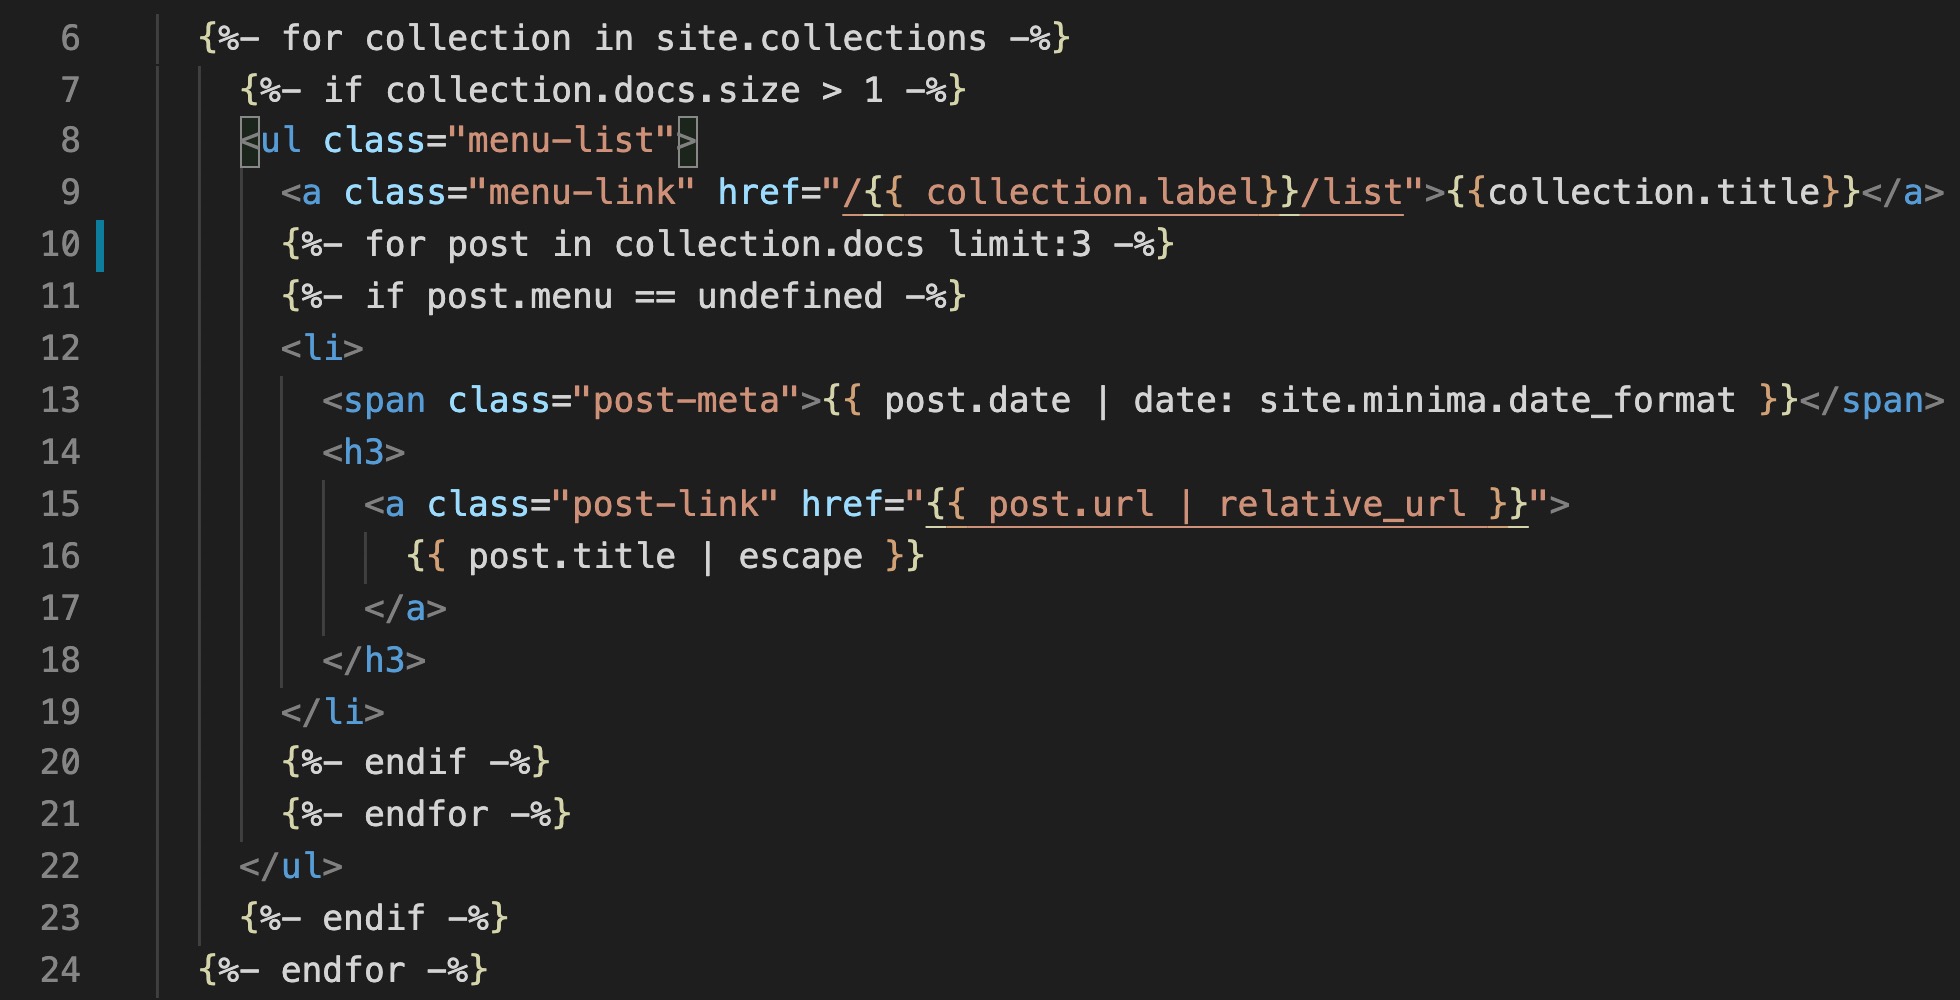 6 {%- for collection in site.collections -%}
7 {%- if collection.docs.size > 1 -%}
8 <ul class="menu-list">
9 <a class="menu-link" href="/{{ collection.label}}/list">{{collection.title}}</a>
10 {%- for post in collection.docs limit:3 -%}
11 {%- if post.menu == undefined -%}
12 <li>
13 <span class="post-meta">{{ post.date | date: site.minima.date_format }}</span>
14 <h3>
15 <a class="post-link" href="{{ post.url | relative_url }}">
16 {{ post.title | escape }}
17 </a>
18 </h3>
19 </li>
20 {%- endif -%}
21 {%- endfor -%}
22 </ul>
23 {%- endif -%}
24 {%- endfor -%}